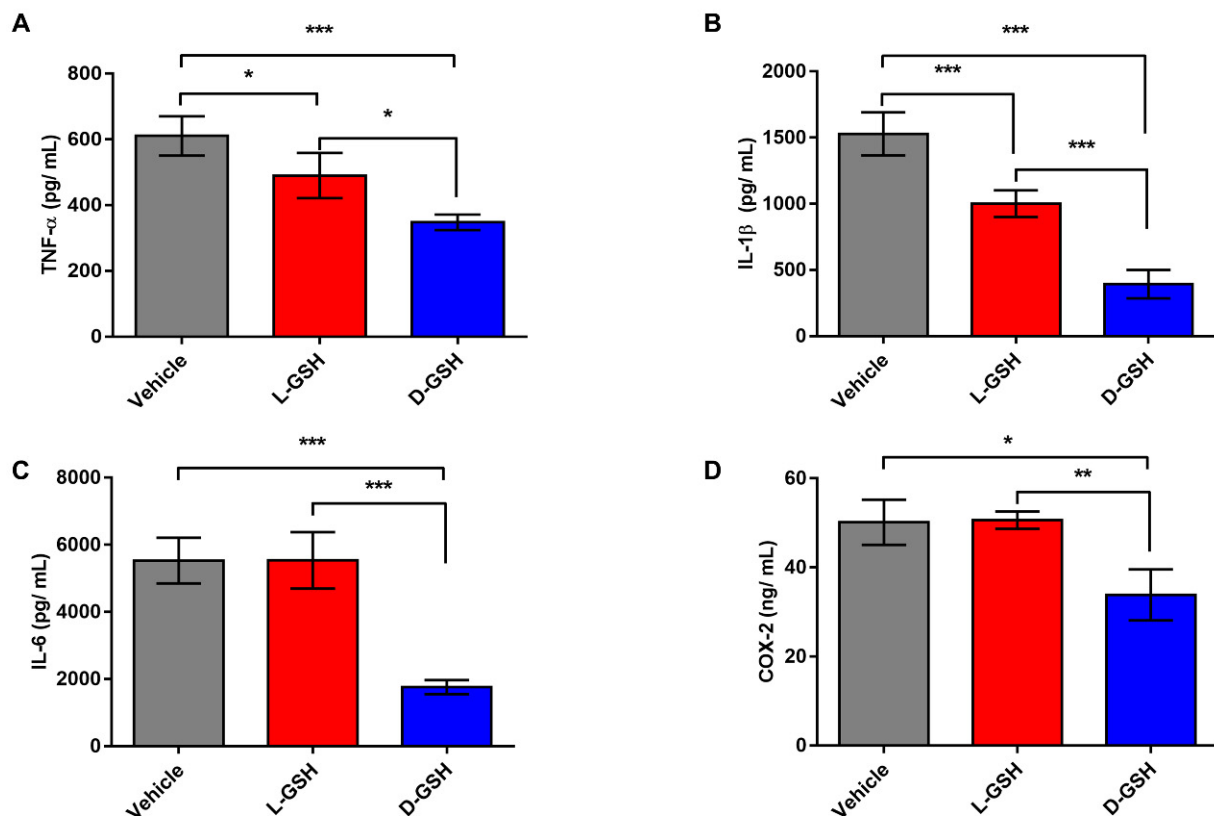 A
***
*
*
800
600
400
200
0
TNF-α (pg/ mL)
Vehicle
L-GSH
D-GSH
B
***
***
***
2000
1500
1000
500
0
IL-1β (pg/ mL)
Vehicle
L-GSH
D-GSH
C
***
***
8000
6000
4000
2000
0
IL-6 (pg/ mL)
Vehicle
L-GSH
D-GSH
D
*
**
60
40
20
0
COX-2 (ng/ mL)
Vehicle
L-GSH
D-GSH